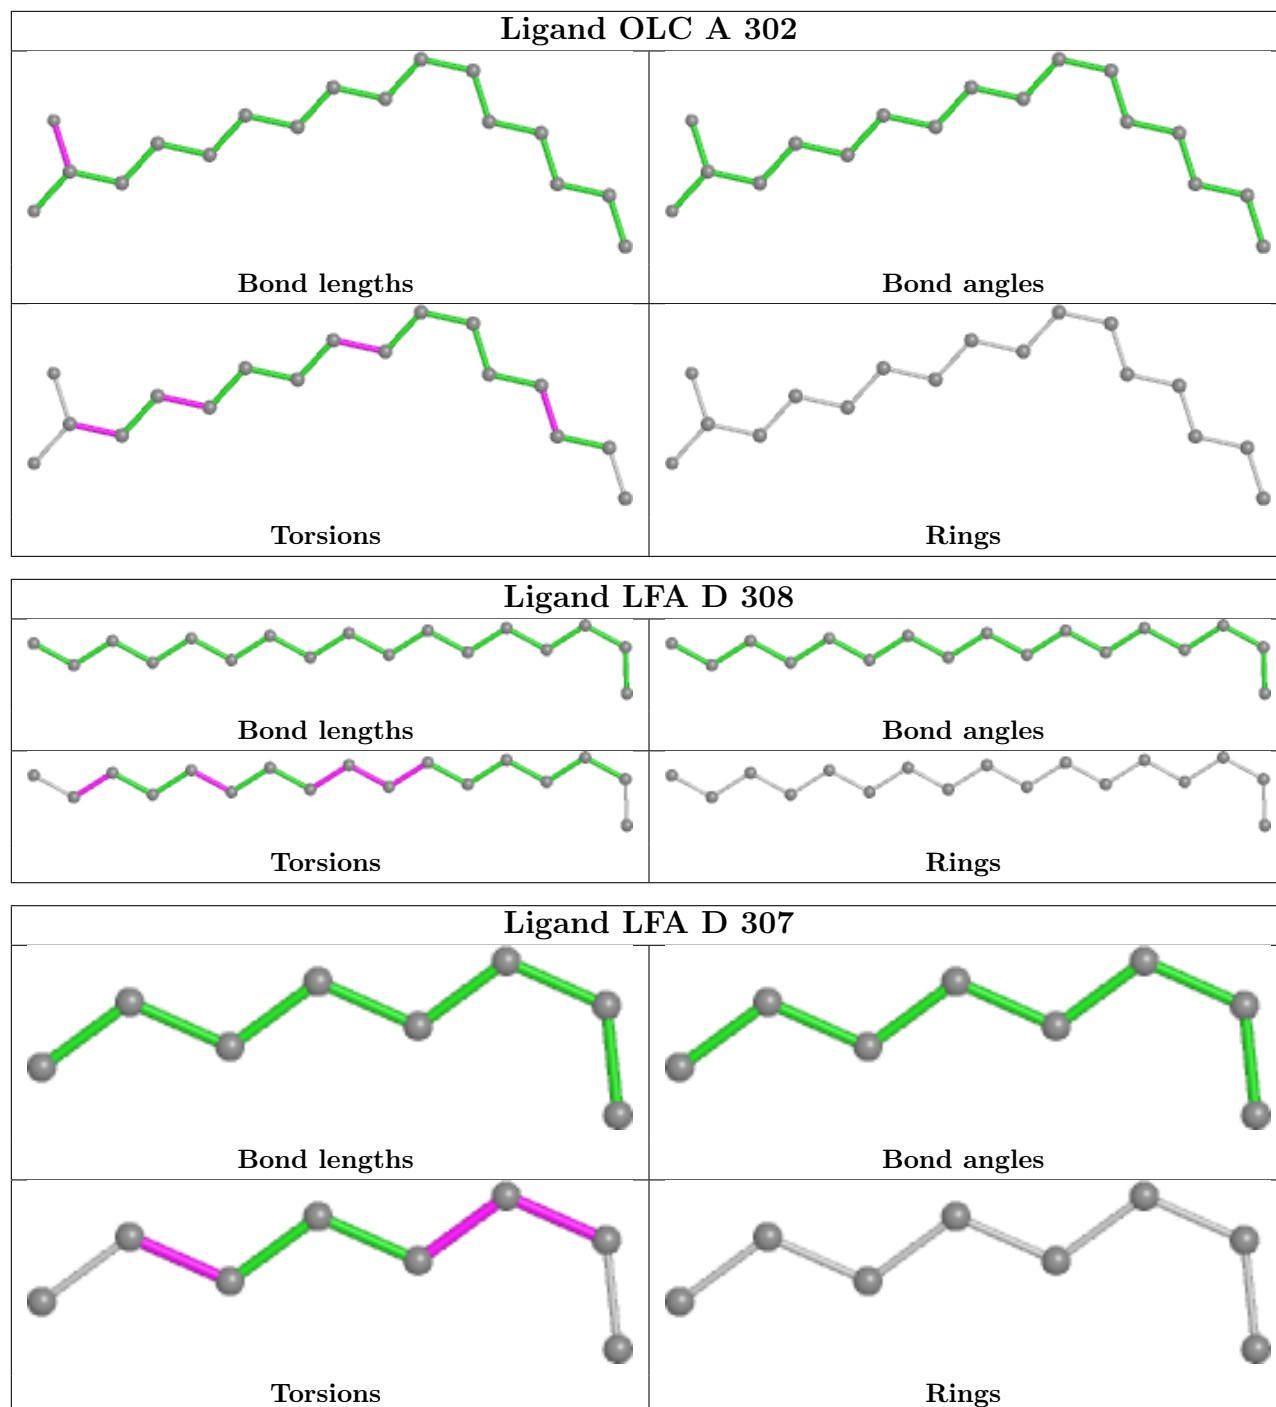 Ligand OLC A 302
Bond lengths
Bond angles
Torsions
Rings
Ligand LFA D 308
Bond lengths
Bond angles
Torsions
Rings
Ligand LFA D 307
Bond lengths
Bond angles
Torsions
Rings